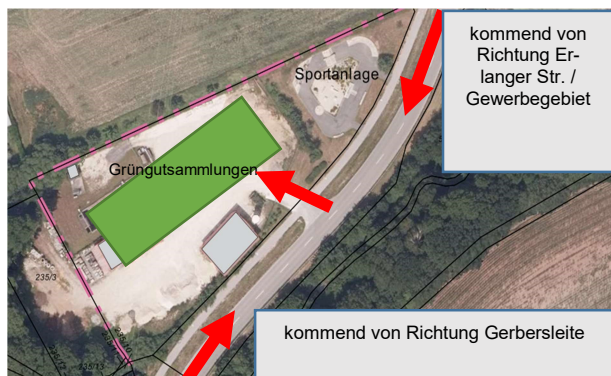 kommend von
Richtung Er-
langer Str. /
Gewerbegebiet
Sportanlage
Grüngutsammlungen
235/3
kommend von Richtung Gerbersleite